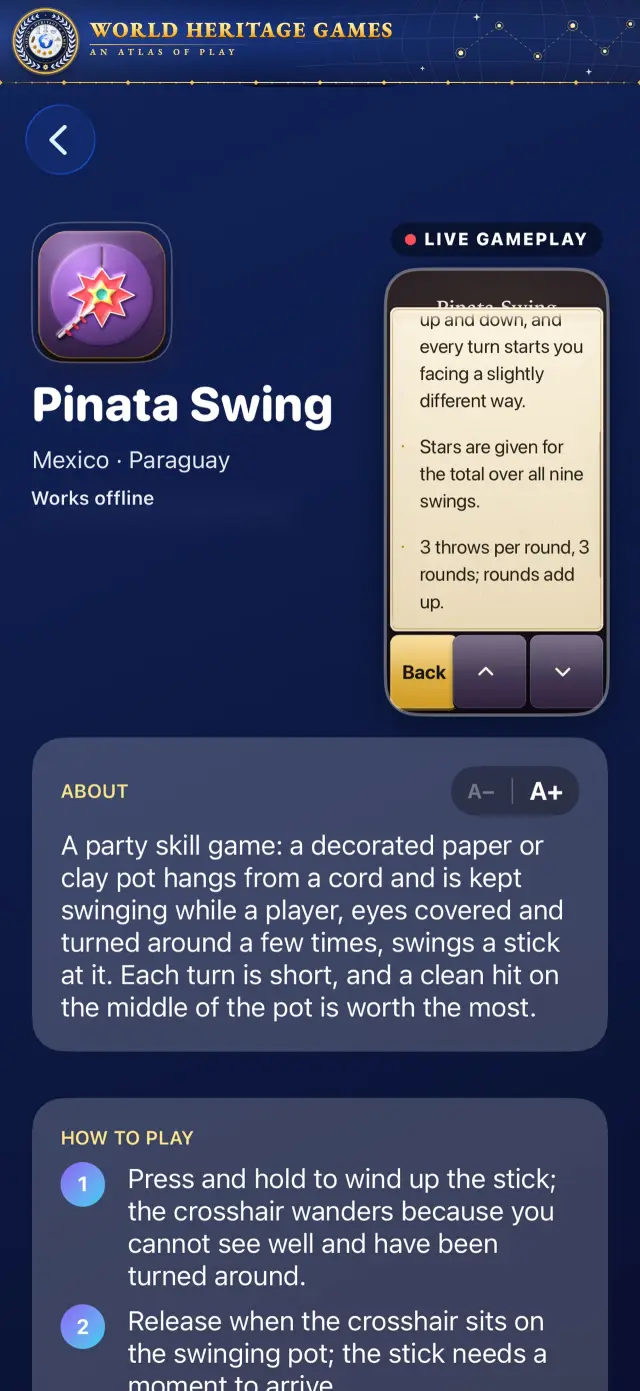 WORLD HERITAGE GAMES
AN ATLAS OF PLAY
LIVE GAMEPLAY
Pinata Swing
up and down, and
every turn starts you
facing a slightly
different way.
Stars are given for
the total over all nine
swings.
3 throws per round, 3
rounds; rounds add
up.
Back
Pinata Swing
Mexico · Paraguay
Works offline
ABOUT
A− A+
A party skill game: a decorated paper or
clay pot hangs from a cord and is kept
swinging while a player, eyes covered and
turned around a few times, swings a stick
at it. Each turn is short, and a clean hit on
the middle of the pot is worth the most.
HOW TO PLAY
1 Press and hold to wind up the stick;
the crosshair wanders because you
cannot see well and have been
turned around.
2 Release when the crosshair sits on
the swinging pot; the stick needs a
moment to arrive